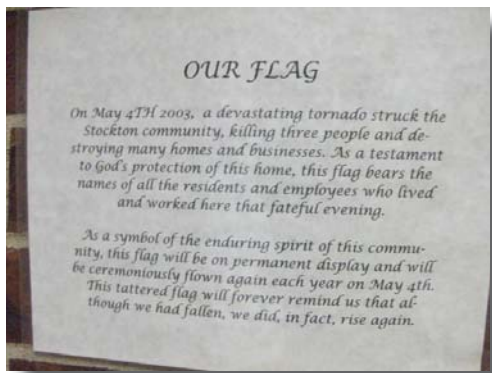 OUR FLAG
On May 4TH 2003, a devastating tornado struck the
Stockton community, killing three people and de-
stroying many homes and businesses. As a testament
to God's protection of this home, this flag bears the
names of all the residents and employees who lived
and worked here that fateful evening.
As a symbol of the enduring spirit of this commu-
nity, this flag will be on permanent display and will
be ceremoniously flown again each year on May 4th.
This tattered flag will forever remind us that al-
though we had fallen, we did, in fact, rise again.